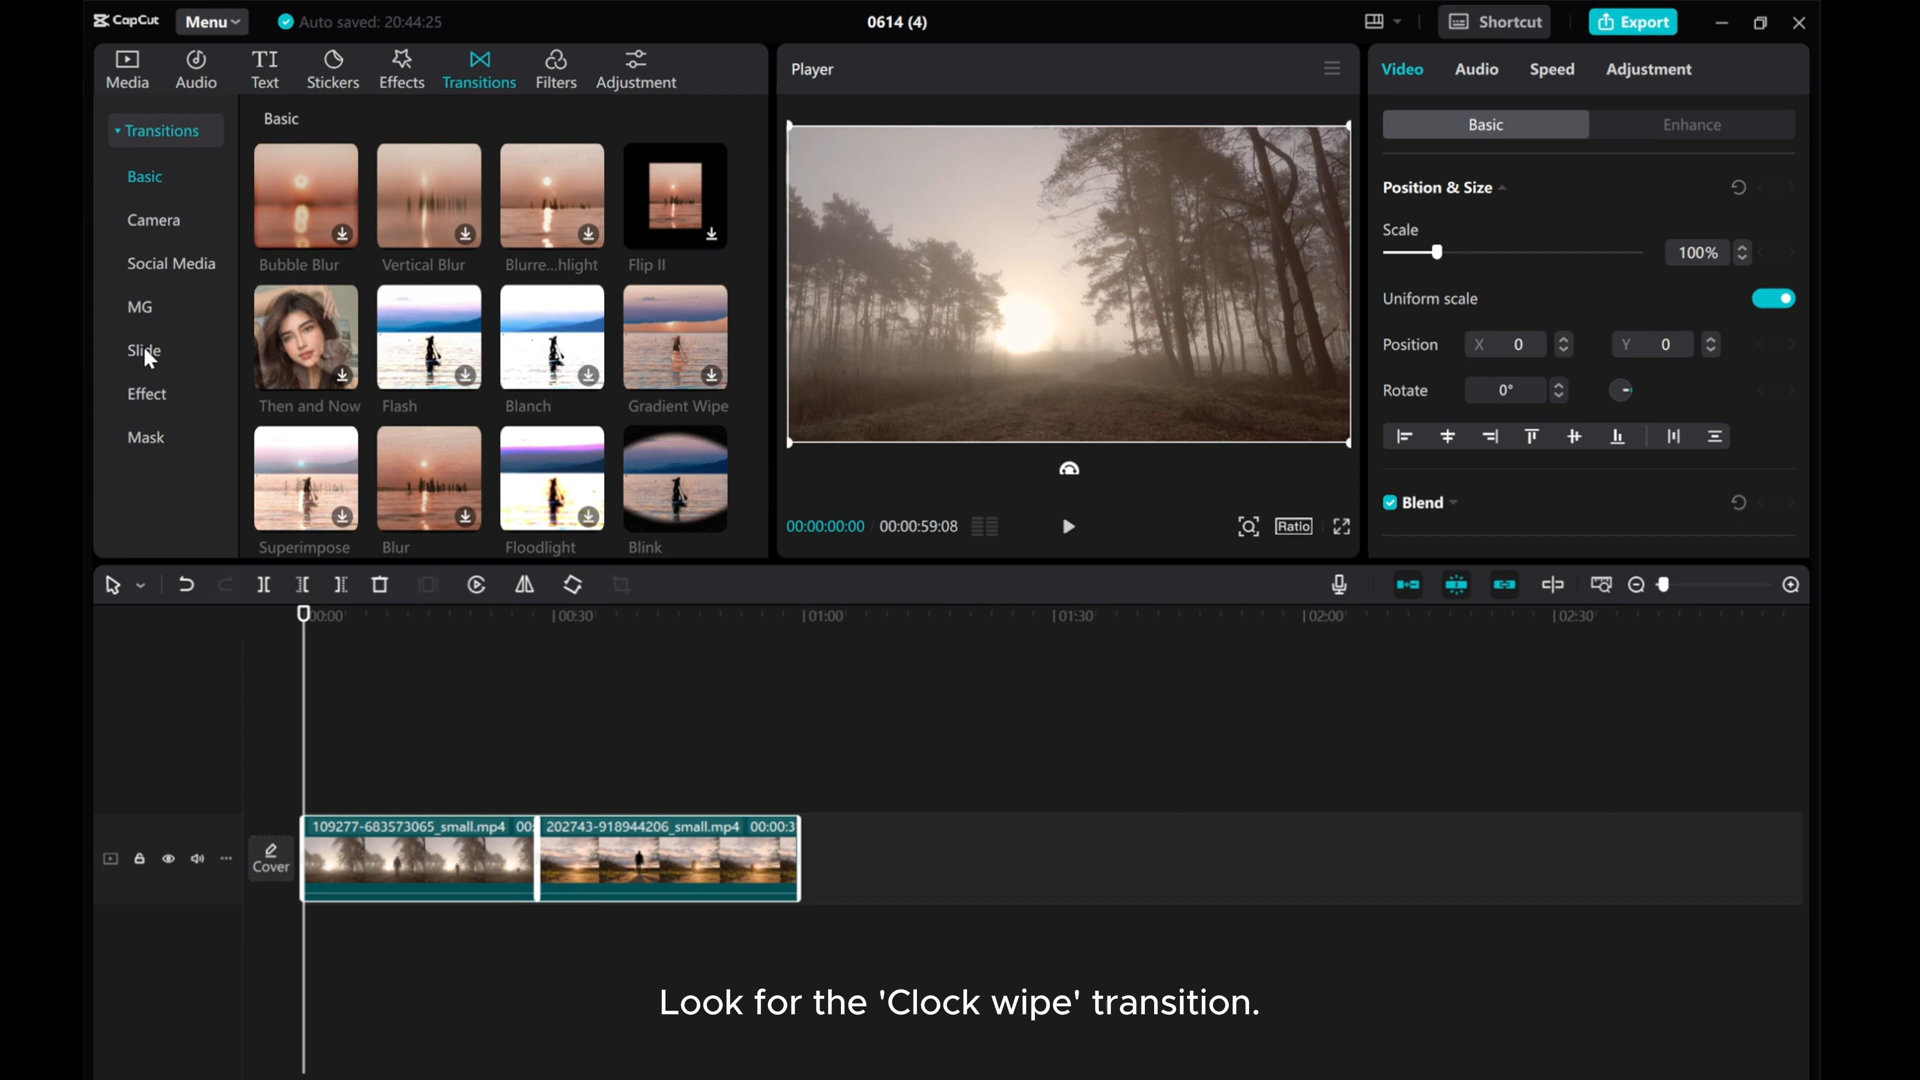 CapCut
Menu
Auto saved: 20:44:25
0614 (4)
Shortcut
Export
Media
Audio
Text
Stickers
Effects
Transitions
Filters
Adjustment
Transitions
Basic
Camera
Social Media
MG
Slide
Effect
Mask
Basic
Bubble Blur
Vertical Blur
Blurre...hlight
Flip II
Then and Now
Flash
Blanch
Gradient Wipe
Superimpose
Blur
Floodlight
Blink
Player
00:00:00:00
00:00:59:08
Ratio
Video
Audio
Speed
Adjustment
Basic
Enhance
Position & Size
Scale
100%
Uniform scale
Position
X 0
Y 0
Rotate
0°
Blend
00:00
00:30
01:00
01:30
02:00
02:30
Cover
109277-683573065_small.mp4 00:
202743-918944206_small.mp4 00:00:3
Look for the 'Clock wipe' transition.